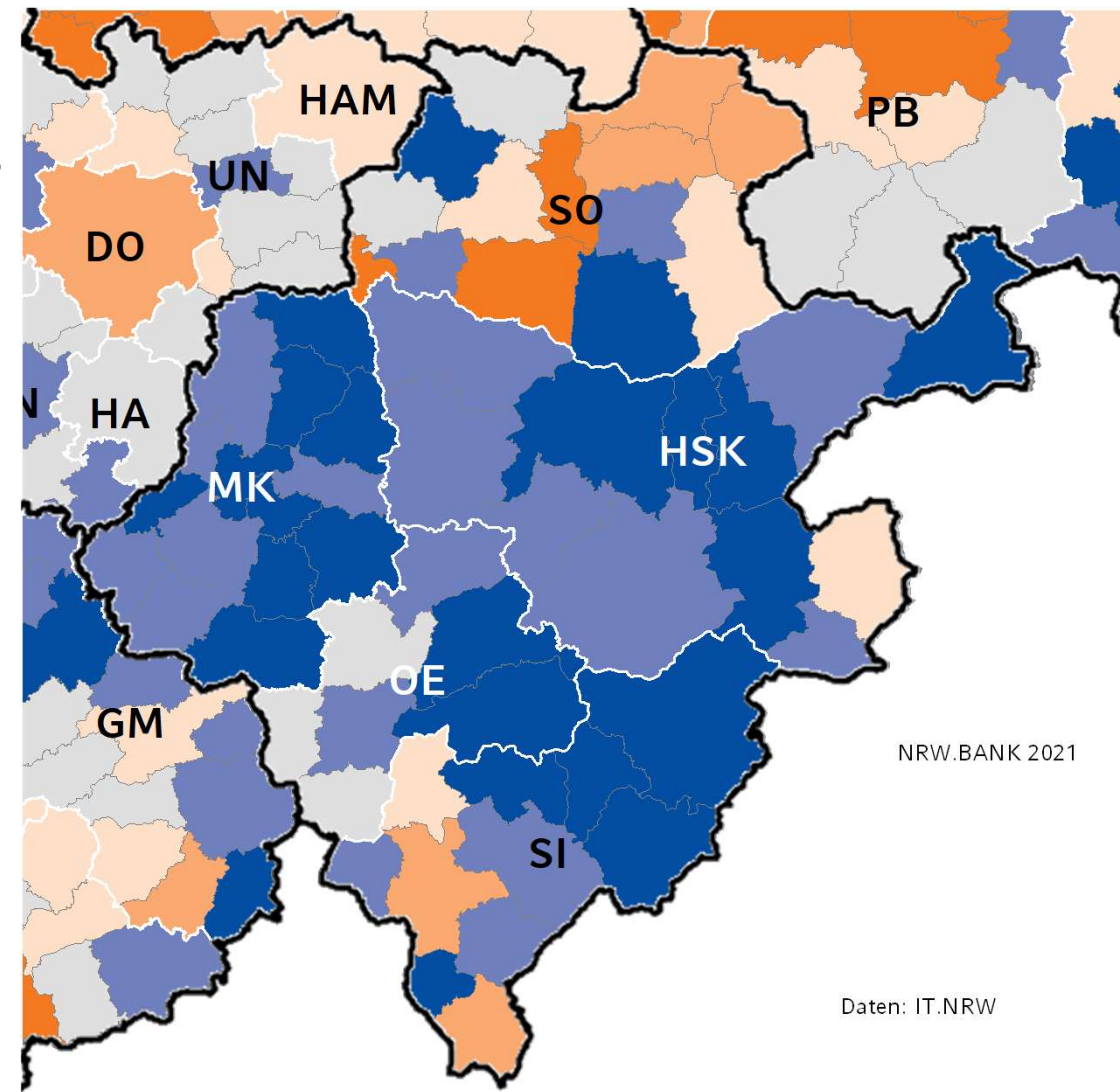 HAM
PB
UN
SO
DO
HA
N
HSK
MK
OE
GM
NRW.BANK 2021
SI
Daten: IT.NRW